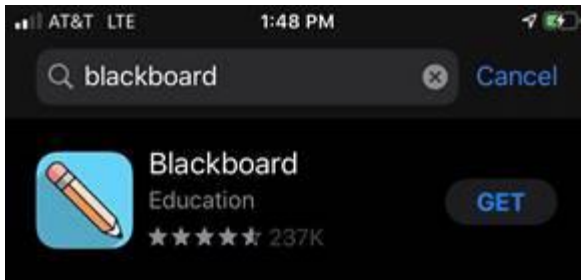 AT&T LTE 1:48 PM
blackboard Cancel
Blackboard
Education
237K
GET